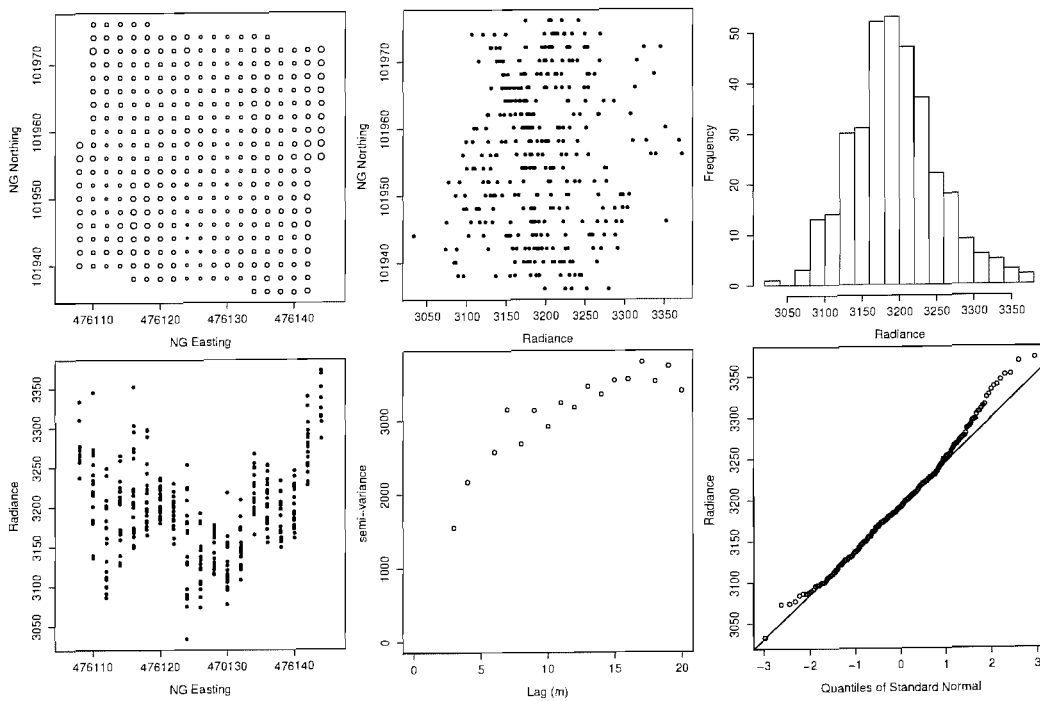 NG Northing
101970
101960
101950
101940
476110 476120 476130 476140
NG Easting
NG Northing
101970
101960
101950
101940
3050 3100 3150 3200 3250 3300 3350
Radiance
Frequency
50
40
30
20
10
0
3050 3100 3150 3200 3250 3300 3350
Radiance
Radiance
3350
3300
3250
3200
3150
3100
3050
476110 476120 470130 476140
NG Easting
semi--variance
3000
2000
1000
0
0 5 10 15 20
Lag (m)
Radiance
3350
3300
3250
3200
3150
3100
3050
-3 -2 -1 0 1 2 3
Quantiles of Standard Normal